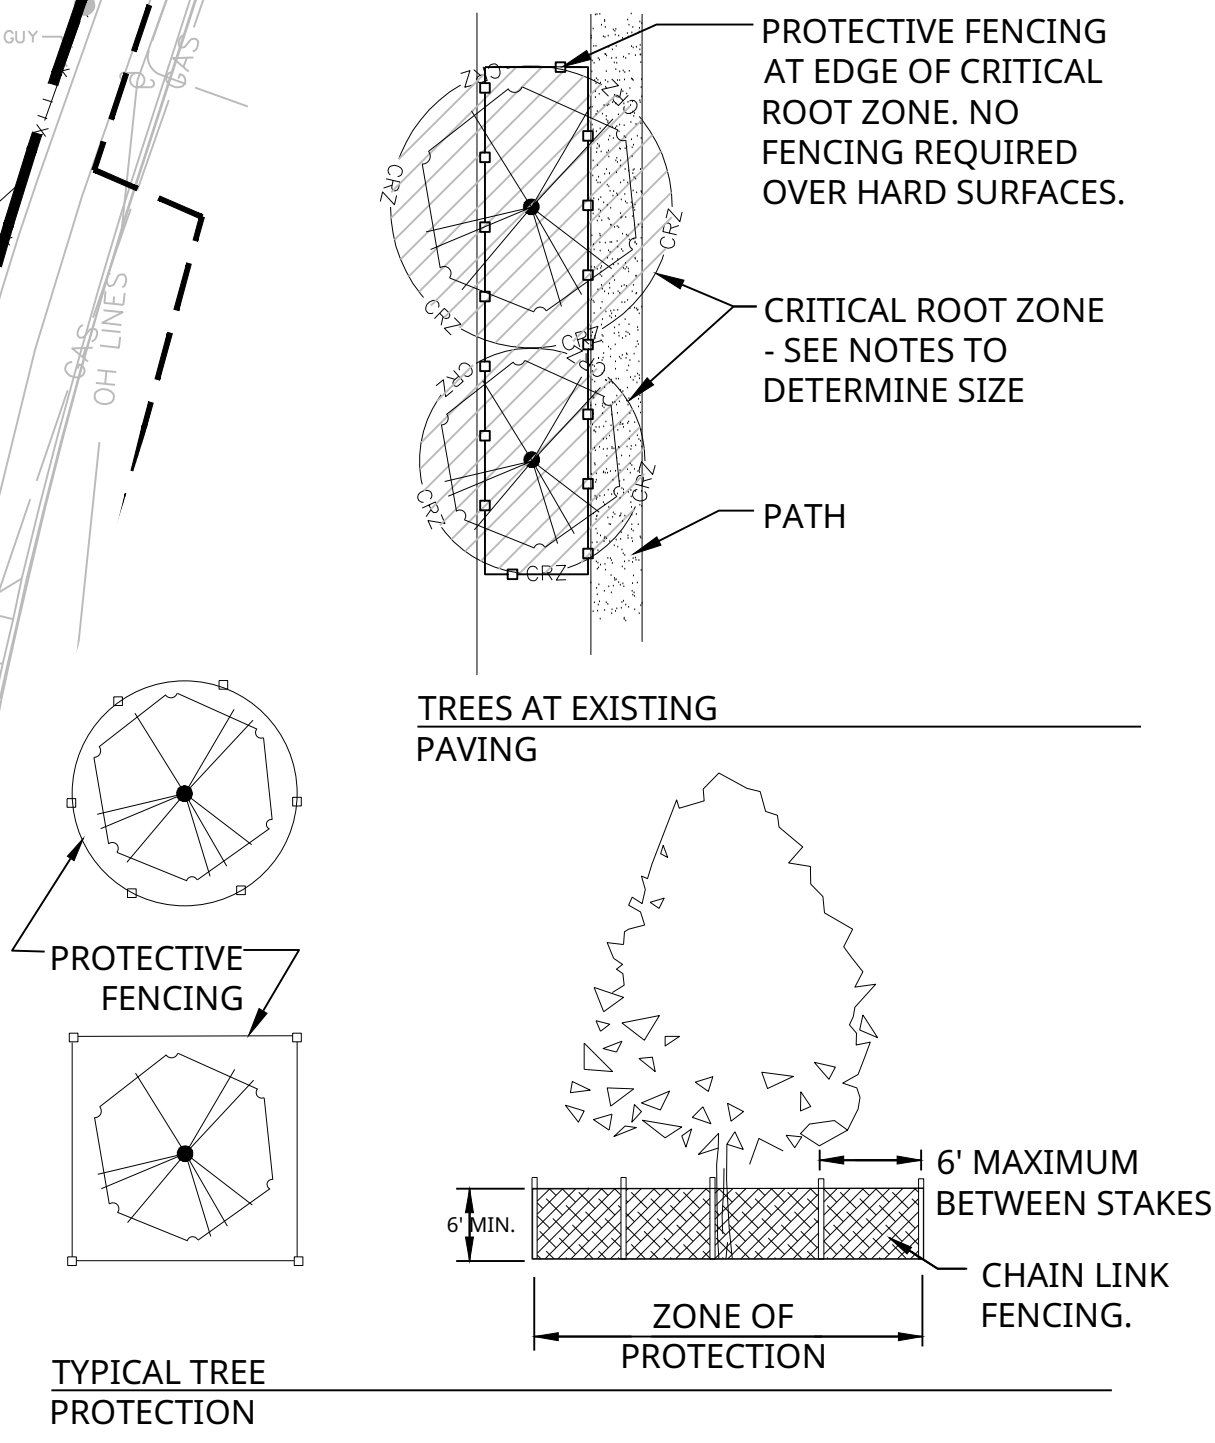 GUY
GAS
GAS
OH LINES
PROTECTIVE FENCING
AT EDGE OF CRITICAL
ROOT ZONE. NO
FENCING REQUIRED
OVER HARD SURFACES.
CRZ
CRZ
CRZ
CRZ
CRZ
CRZ
CRITICAL ROOT ZONE
- SEE NOTES TO
DETERMINE SIZE
CRZ
CRZ
CRZ
CRZ
CRZ
PATH
TREES AT EXISTING
PAVING
PROTECTIVE
FENCING
6' MAXIMUM
BETWEEN STAKES
6' MIN.
CHAIN LINK
FENCING.
ZONE OF
PROTECTION
TYPICAL TREE
PROTECTION